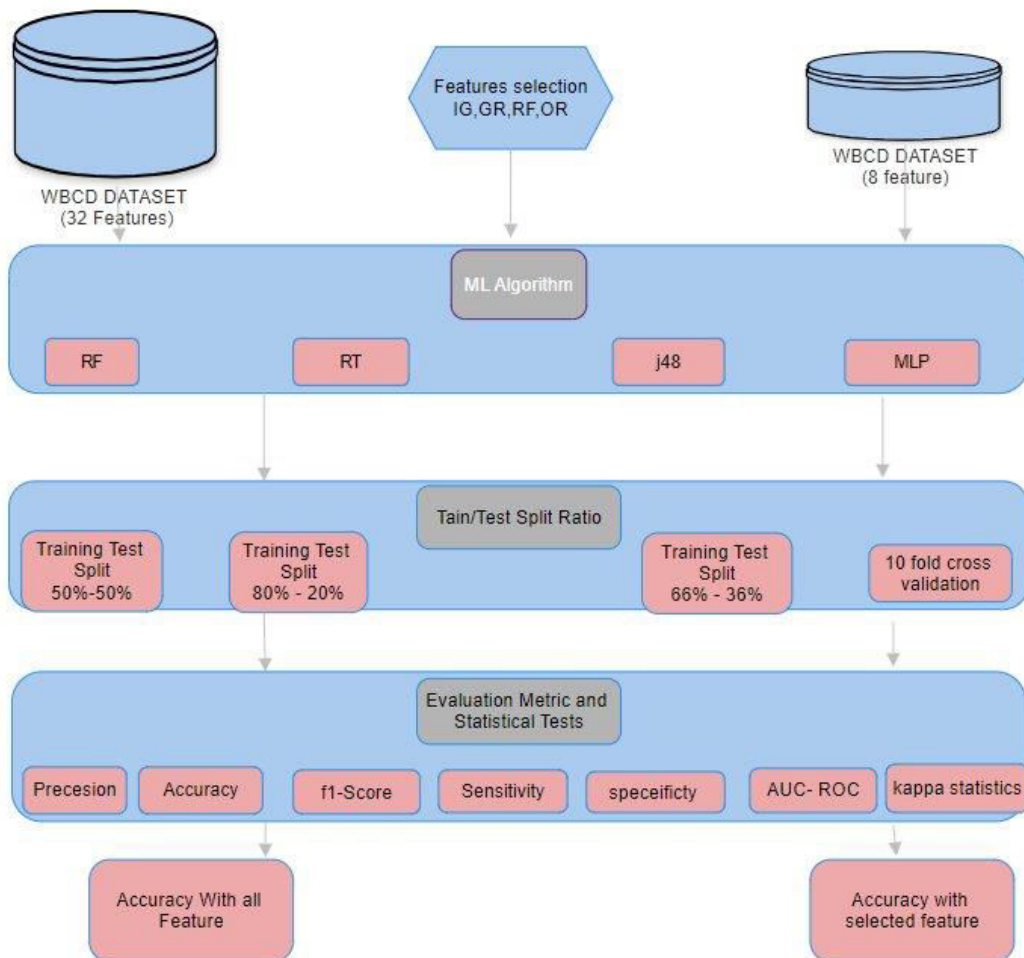 Features selection
IG,GR,RF,OR
WBCD DATASET
(32 Features)
WBCD DATASET
(8 feature)
ML Algorithm
RF
RT
j48
MLP
Tain/Test Split Ratio
Training Test
Split
50%-50%
Training Test
Split
80% - 20%
Training Test
Split
66% - 36%
10 fold cross
validation
Evaluation Metric and
Statistical Tests
Precesion
Accuracy
f1-Score
Sensitivity
speceificty
AUC- ROC
kappa statistics
Accuracy With all
Feature
Accuracy with
selected feature